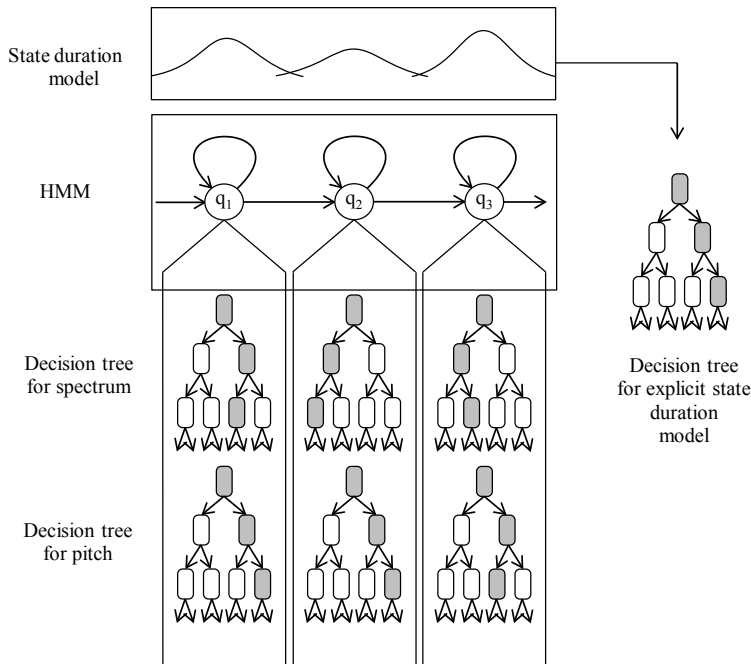 State duration
model
HMM
q1
q2
q3
Decision tree
for spectrum
Decision tree
for explicit state
duration
model
Decision tree
for pitch